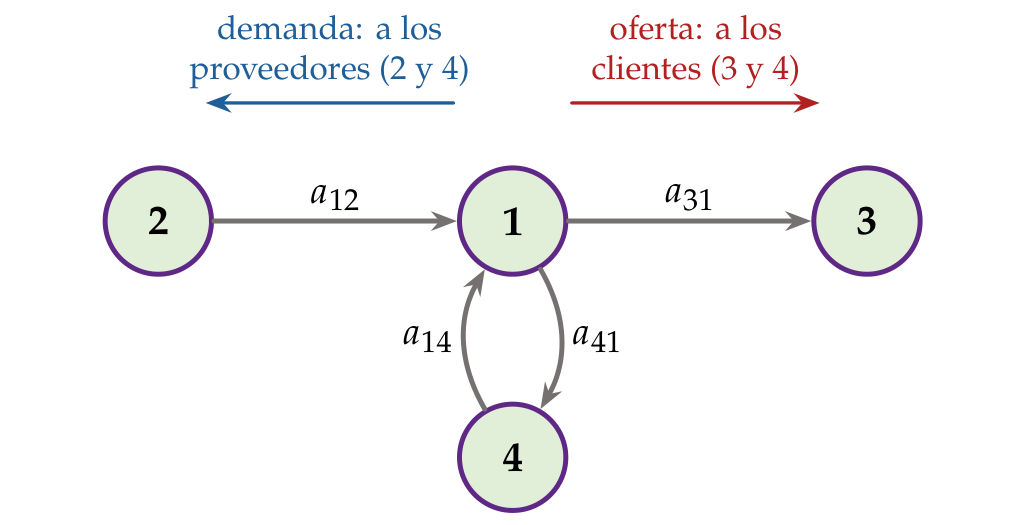 demanda: a los
proveedores (2 y 4)
oferta: a los
clientes (3 y 4)
2
a12
1
a31
3
a14
a41
4